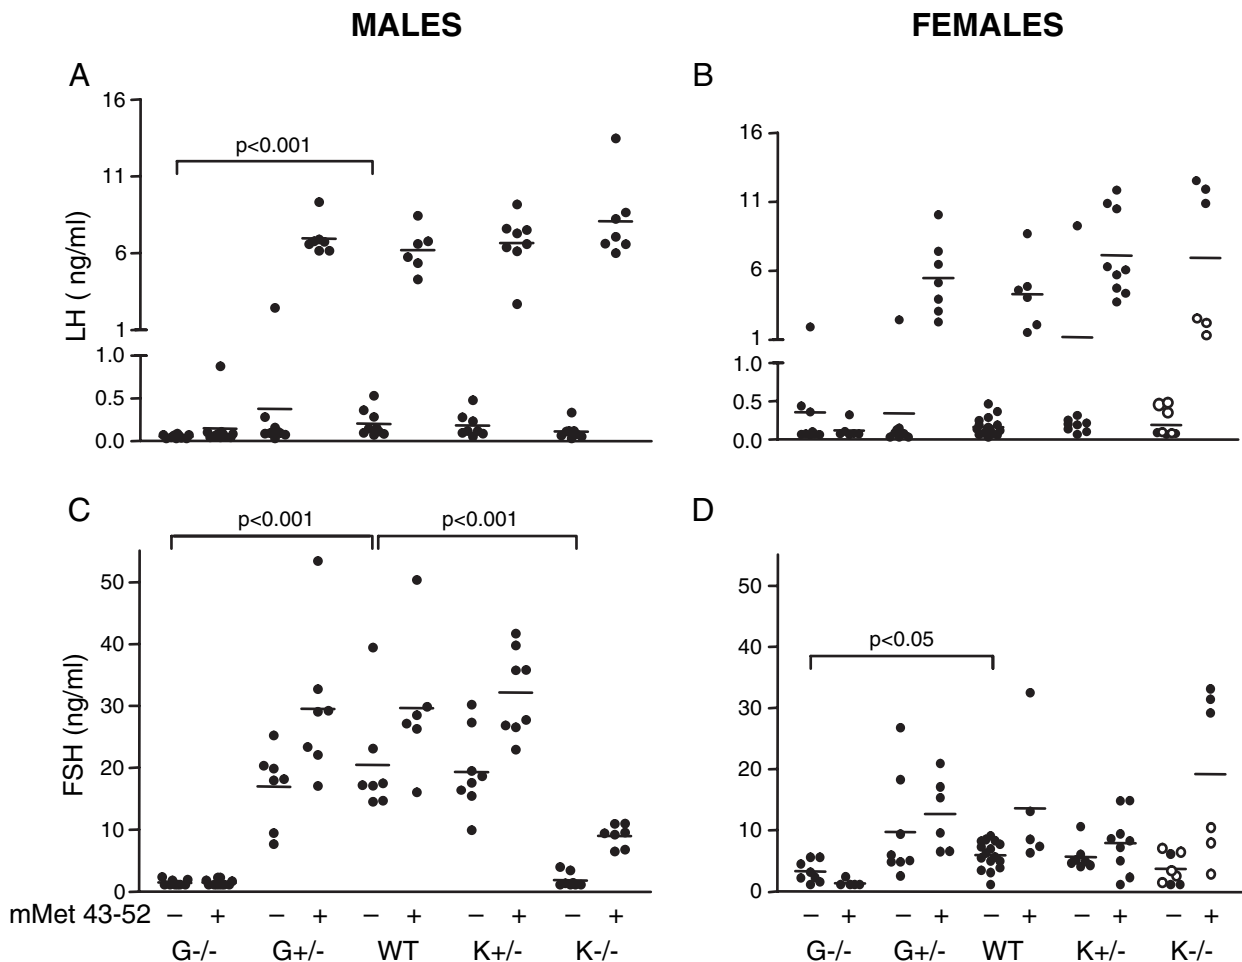 MALES FEMALES
A
B
16
11
6
1
1.0
0.5
0.0
LH ( ng/ml)
p<0.001
16
11
6
1
1.0
0.5
0.0
C
D
p<0.001 p<0.001
50
40
30
20
10
0
FSH (ng/ml)
p<0.05
50
40
30
20
10
0
mMet 43-52 − + − + − + − + − + − + − + − + − + − +
G-/- G+/- WT K+/- K-/- G-/- G+/- WT K+/- K-/-